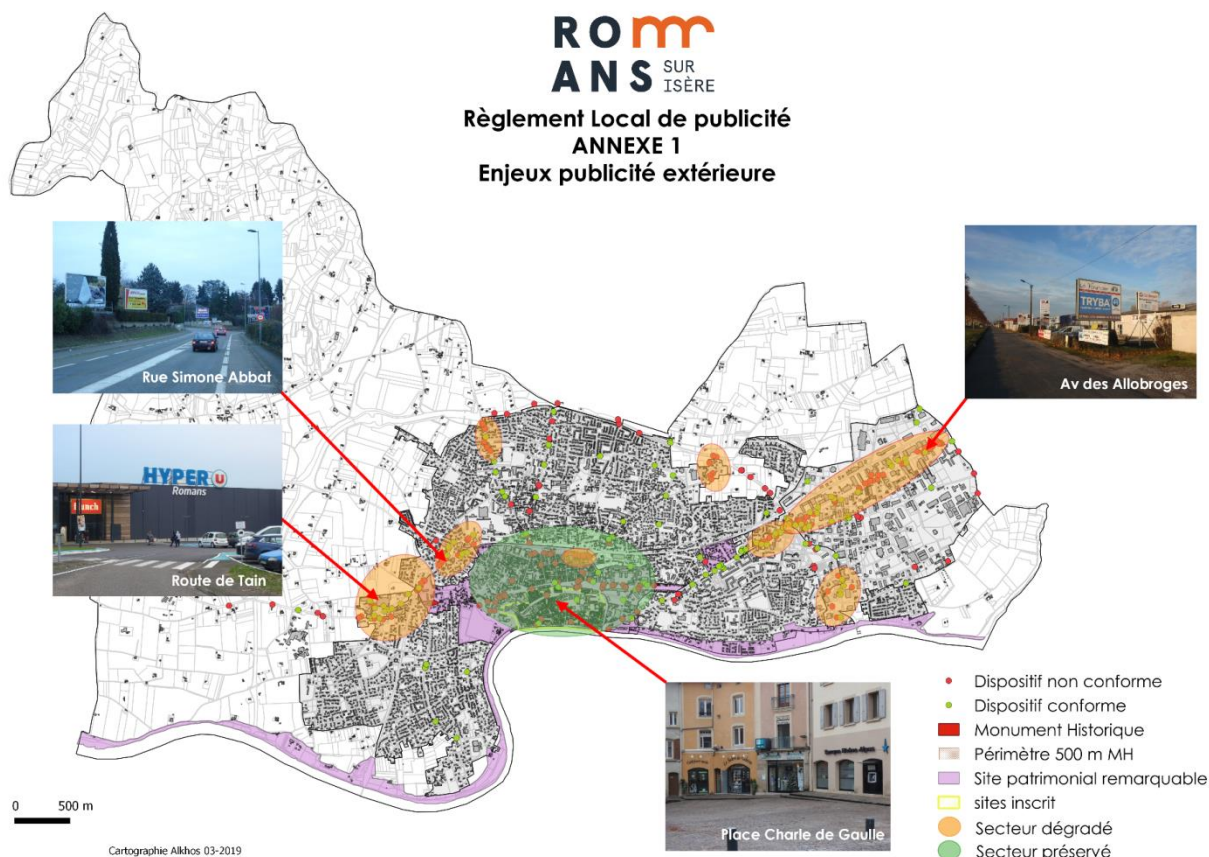 ROMANS
SUR
ISÈRE
Règlement Local de publicité
ANNEXE 1
Enjeux publicité extérieure
Rue Simone Abbat
TRYBA
Av des Allobroges
HYPER U
Romans
Route de Tain
Place Charle de Gaulle
Dispositif non conforme
Dispositif conforme
Monument Historique
Périmètre 500 m MH
Site patrimonial remarquable
sites inscrit
Secteur dégradé
Secteur préservé
0 500 m
Cartographie Alkhos 03-2019